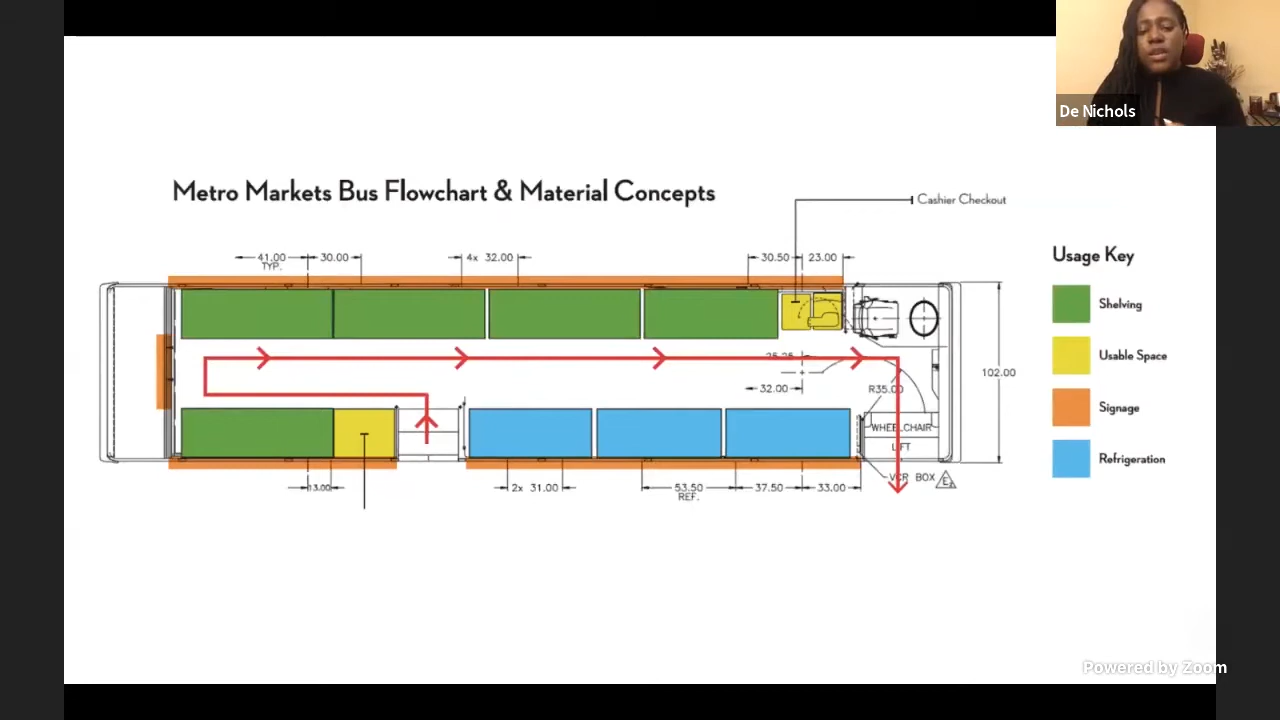 De Nichols
Metro Markets Bus Flowchart & Material Concepts
Cashier Checkout
41.00
TYP.
30.00
4x 32.00
30.50
23.00
Usage Key
Shelving
Usable Space
Signage
Refrigeration
32.00
R35.00
102.00
WHEELCHAIR
LIFT
VCR BOX
E
13.00
2x 31.00
53.50
REF.
37.50
33.00
Powered by Zoom